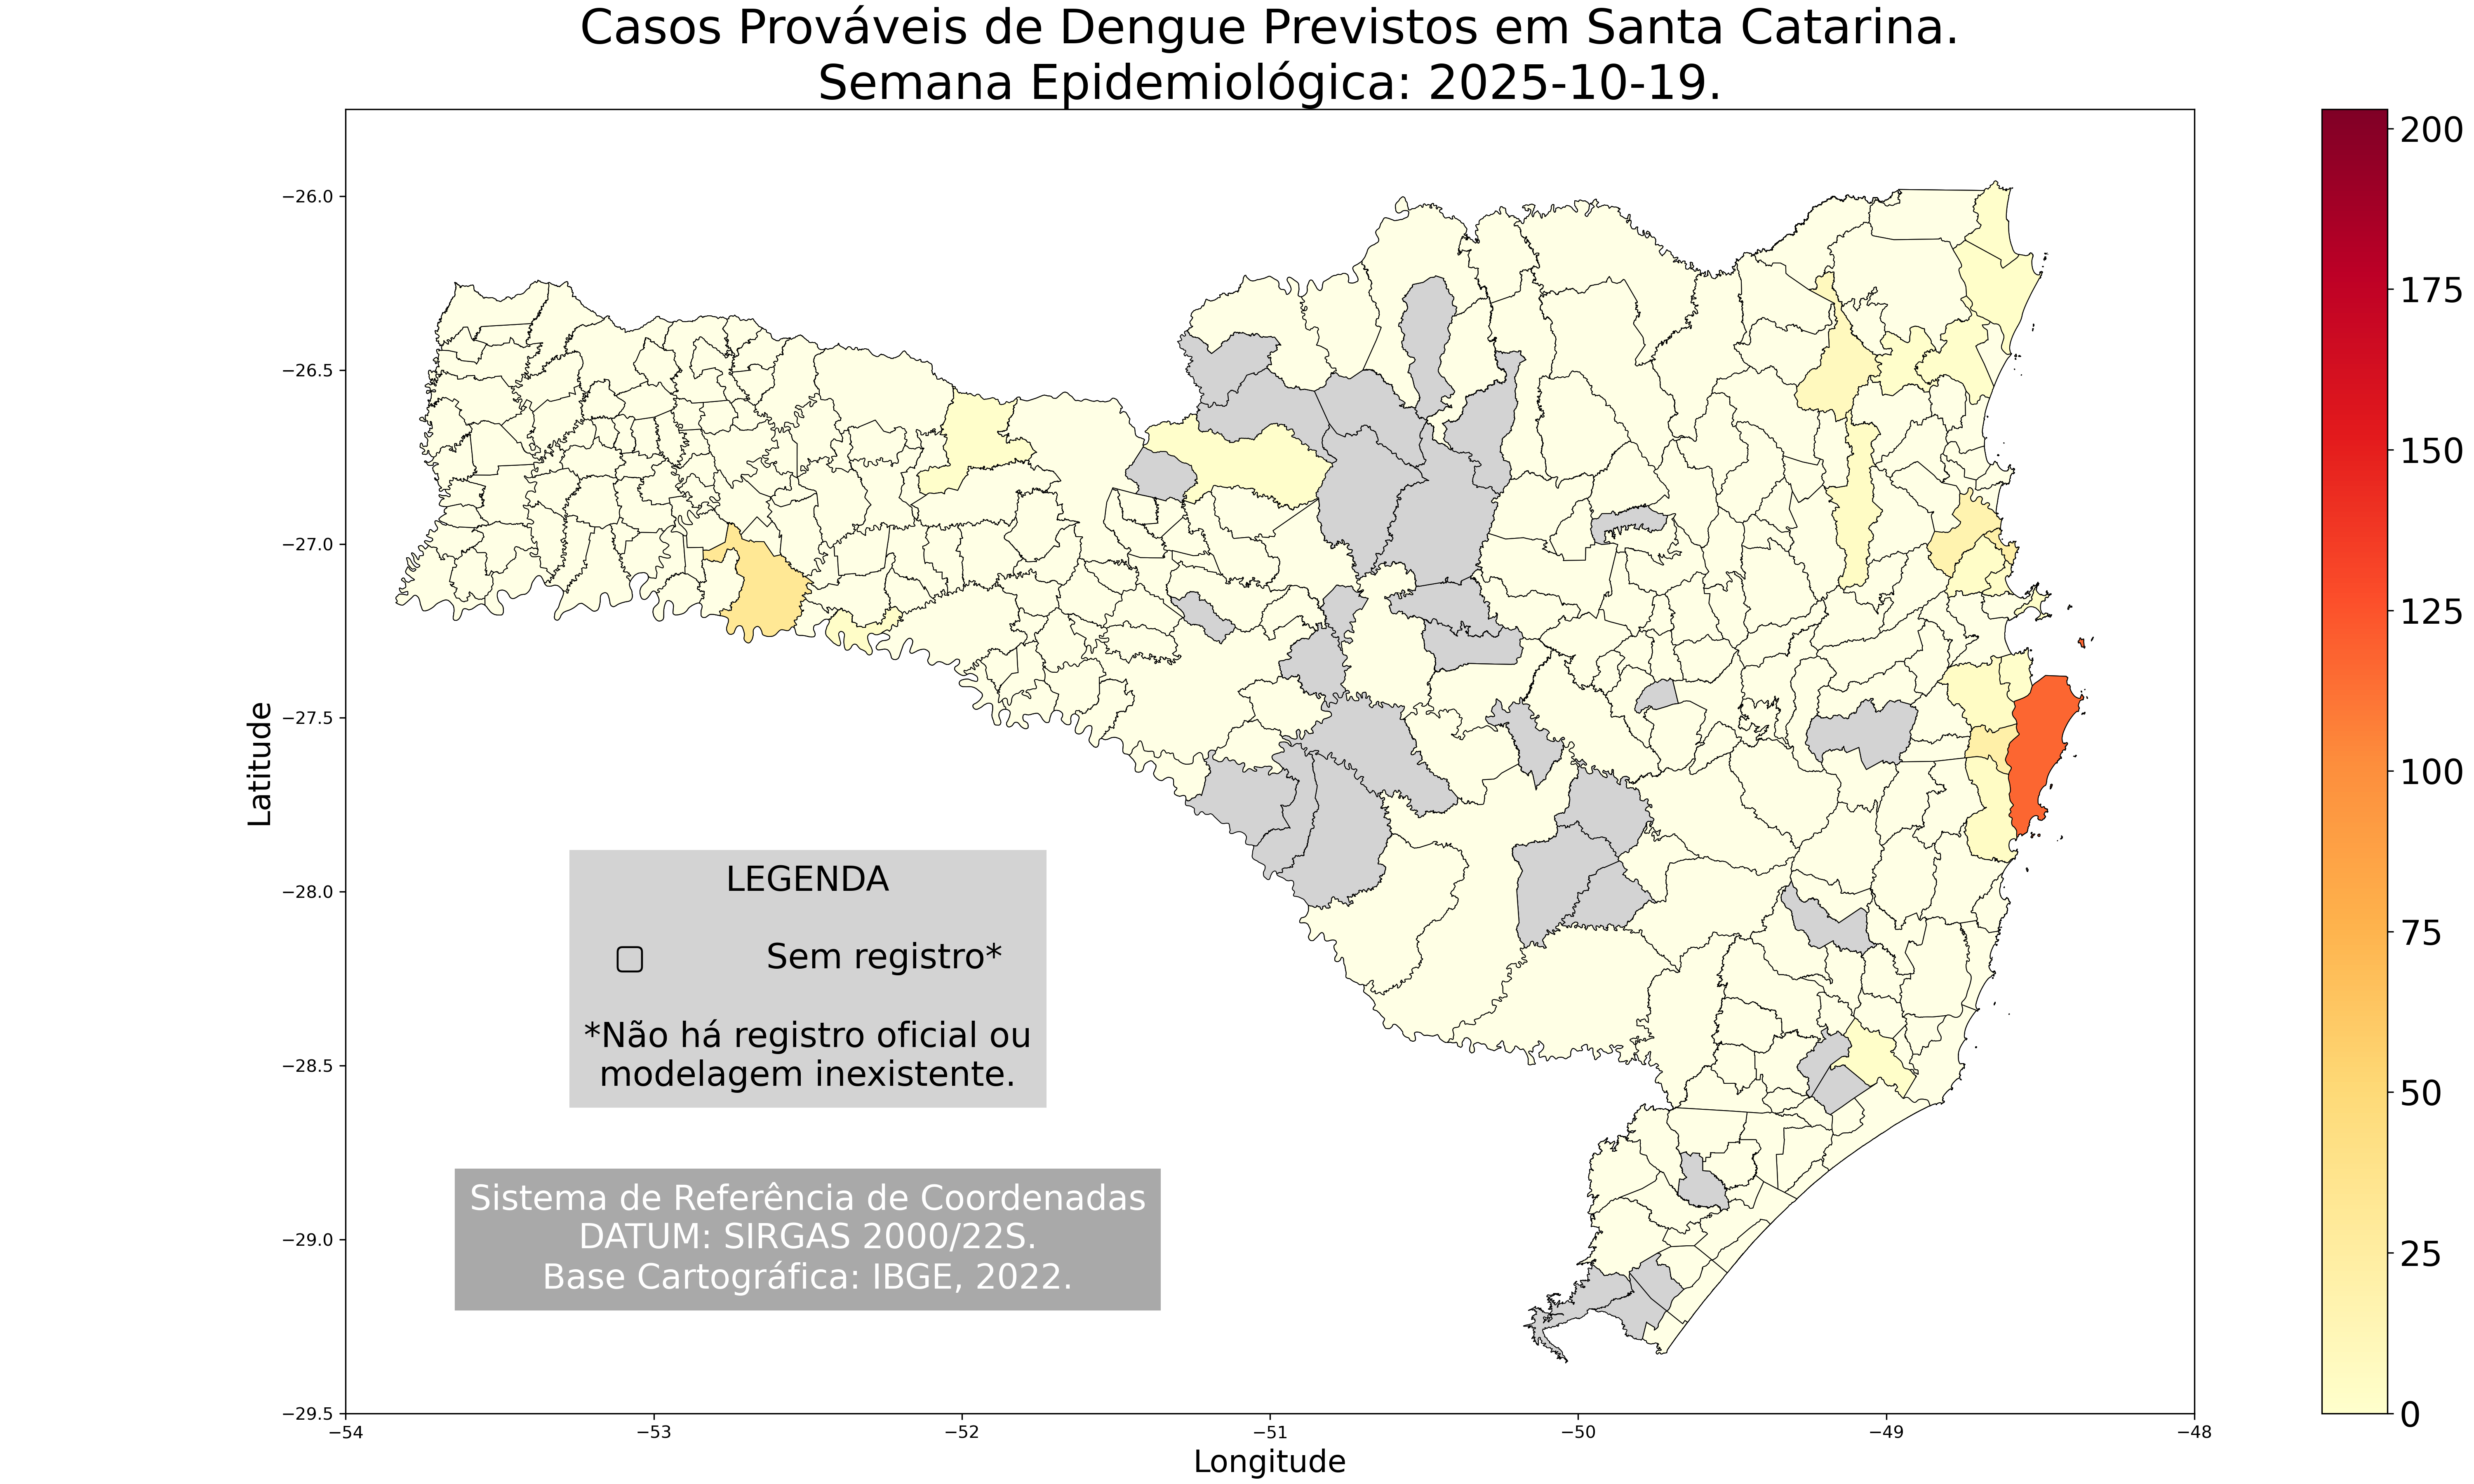 Casos Prováveis de Dengue Previstos em Santa Catarina.
Semana Epidemiológica: 2025-10-19.
Latitude
−26.0
−26.5
−27.0
−27.5
−28.0
−28.5
−29.0
−29.5
LEGENDA
Sem registro*
*Não há registro oficial ou
modelagem inexistente.
Sistema de Referência de Coordenadas
DATUM: SIRGAS 2000/22S.
Base Cartográfica: IBGE, 2022.
−54 −53 −52 −51 −50 −49 −48
Longitude
200
175
150
125
100
75
50
25
0